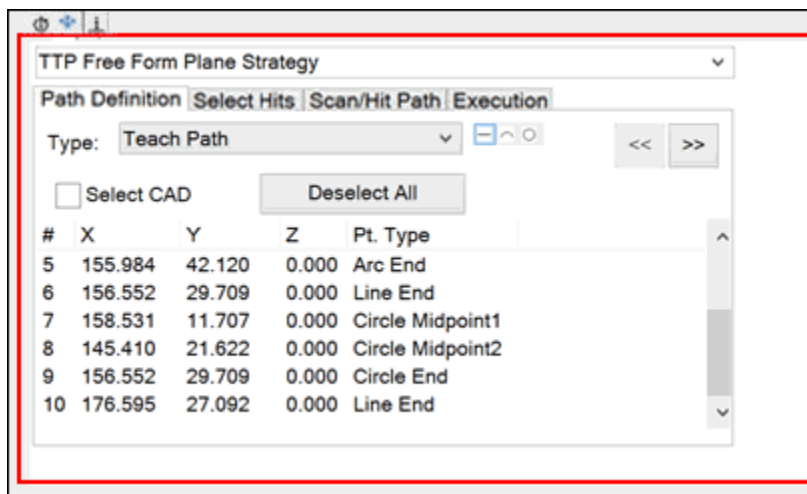 TTP Free Form Plane Strategy
Path Definition Select Hits Scan/Hit Path Execution
Type: Teach Path << >>
Select CAD Deselect All
# X Y Z Pt. Type
5 155.984 42.120 0.000 Arc End
6 156.552 29.709 0.000 Line End
7 158.531 11.707 0.000 Circle Midpoint1
8 145.410 21.622 0.000 Circle Midpoint2
9 156.552 29.709 0.000 Circle End
10 176.595 27.092 0.000 Line End